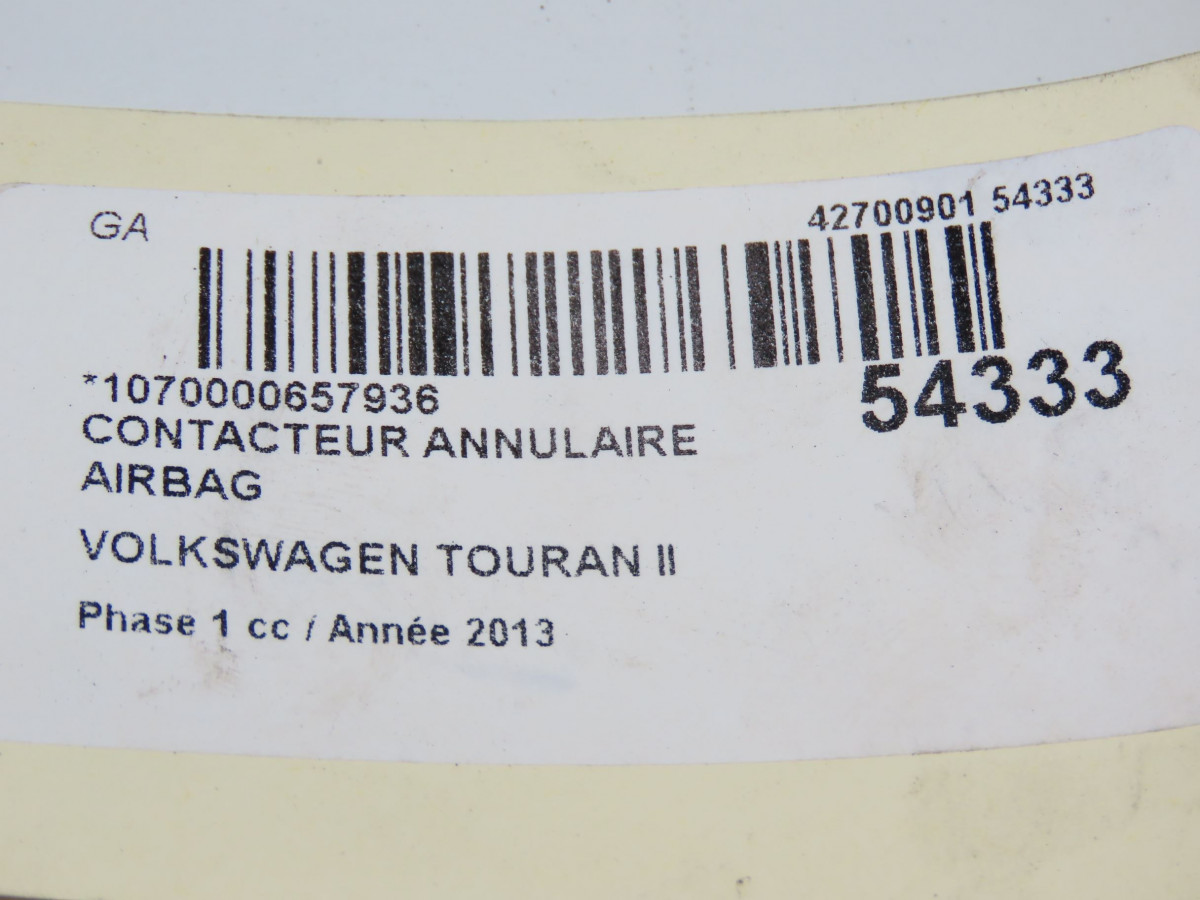 GA
42700901 54333
*1070000657936
54333
CONTACTEUR ANNULAIRE
AIRBAG
VOLKSWAGEN TOURAN II
Phase 1 cc / Année 2013